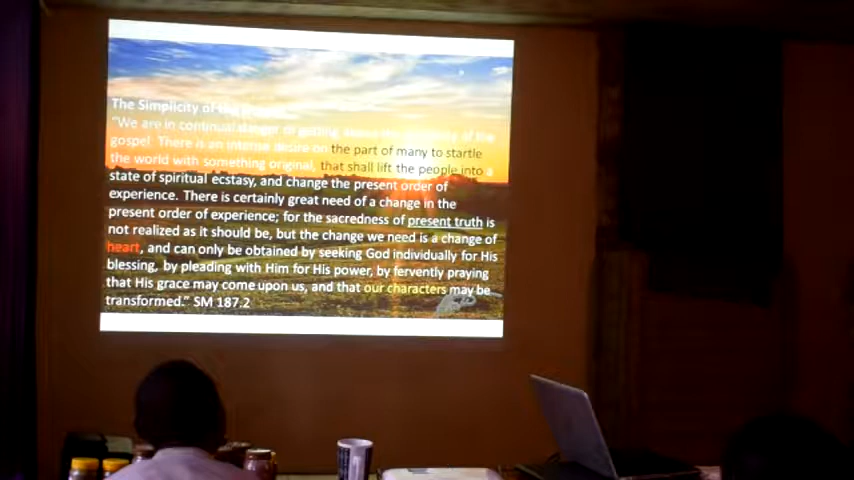 The Simplicity of
"We are in continual danger of getting above the simplicity of the
gospel. There is an intense desire on the part of many to startle
the world with something original, that shall lift the people into a
state of spiritual ecstasy, and change the present order of
experience. There is certainly great need of a change in the
present order of experience; for the sacredness of present truth is
not realized as it should be, but the change we need is a change of
heart, and can only be obtained by seeking God individually for His
blessing, by pleading with Him for His power, by fervently praying
that His grace may come upon us, and that our characters may be
transformed." SM 187.2